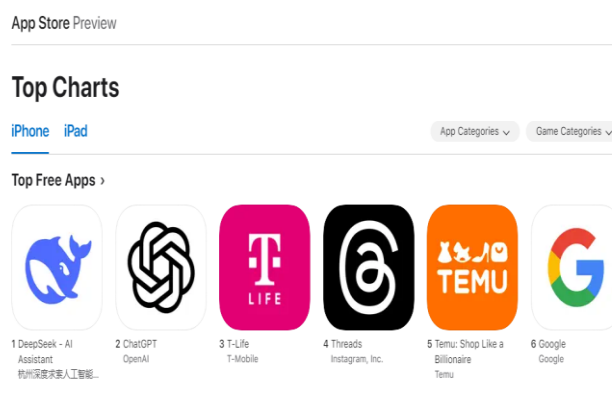 App Store Preview
Top Charts
iPhone iPad
App Categories Game Categories
Top Free Apps
T
LIFE
TEMU
G
1 DeepSeek - AI Assistant
杭州深度求索人工智能...
2 ChatGPT
OpenAI
3 T-Life
T-Mobile
4 Threads
Instagram, Inc.
5 Temu: Shop Like a Billionaire
Temu
6 Google
Google